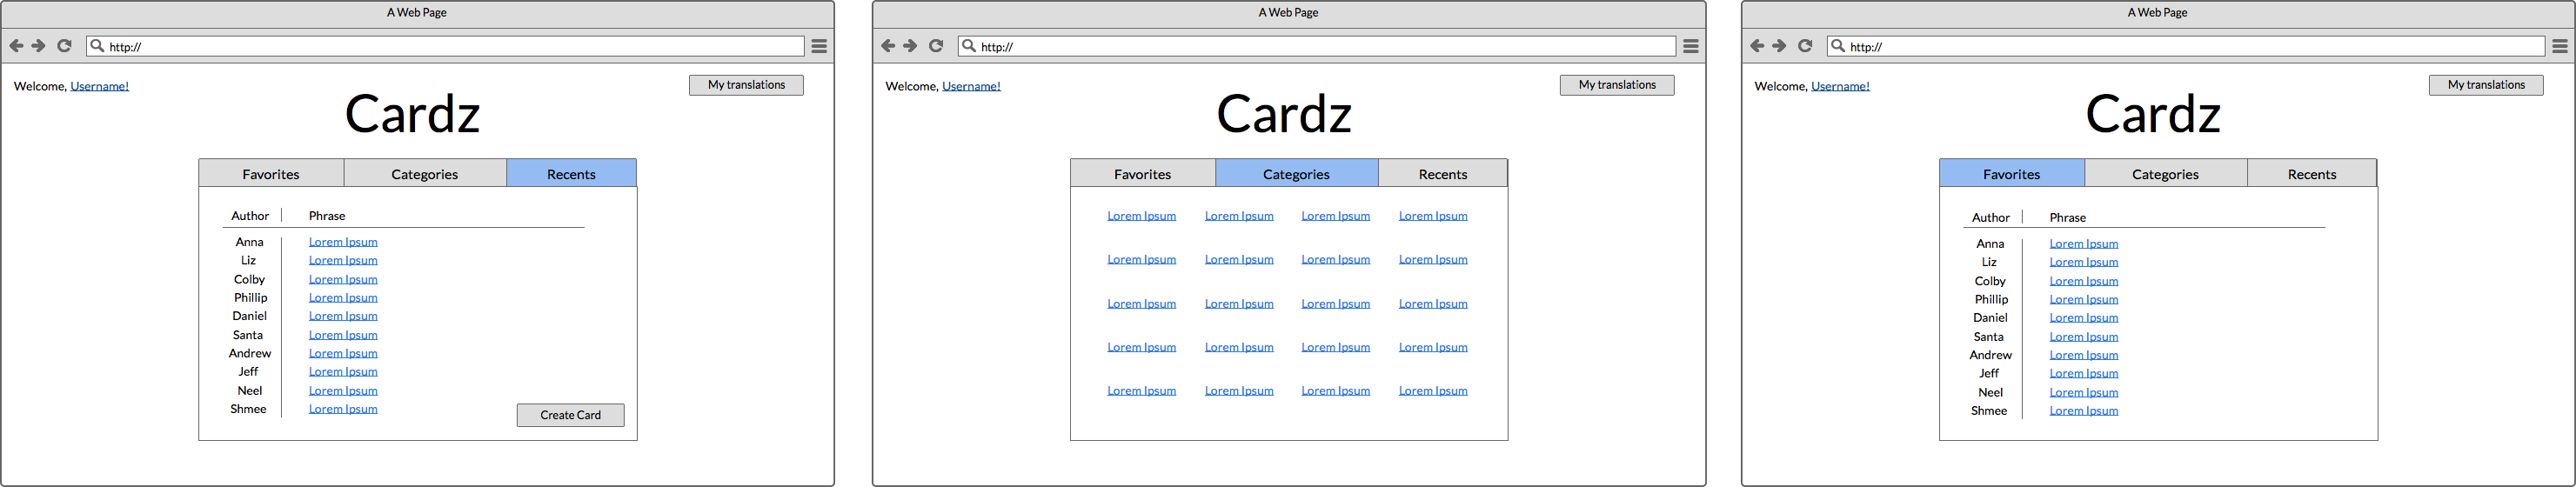 A Web Page
http://
Welcome, Username!
My translations
Cardz
Favorites Categories Recents
Author Phrase
Anna Lorem Ipsum
Liz Lorem Ipsum
Colby Lorem Ipsum
Phillip Lorem Ipsum
Daniel Lorem Ipsum
Santa Lorem Ipsum
Andrew Lorem Ipsum
Jeff Lorem Ipsum
Neel Lorem Ipsum
Shmee Lorem Ipsum
Create Card
A Web Page
http://
Welcome, Username!
My translations
Cardz
Favorites Categories Recents
Lorem Ipsum Lorem Ipsum Lorem Ipsum Lorem Ipsum
Lorem Ipsum Lorem Ipsum Lorem Ipsum Lorem Ipsum
Lorem Ipsum Lorem Ipsum Lorem Ipsum Lorem Ipsum
Lorem Ipsum Lorem Ipsum Lorem Ipsum Lorem Ipsum
Lorem Ipsum Lorem Ipsum Lorem Ipsum Lorem Ipsum
A Web Page
http://
Welcome, Username!
My translations
Cardz
Favorites Categories Recents
Author Phrase
Anna Lorem Ipsum
Liz Lorem Ipsum
Colby Lorem Ipsum
Phillip Lorem Ipsum
Daniel Lorem Ipsum
Santa Lorem Ipsum
Andrew Lorem Ipsum
Jeff Lorem Ipsum
Neel Lorem Ipsum
Shmee Lorem Ipsum